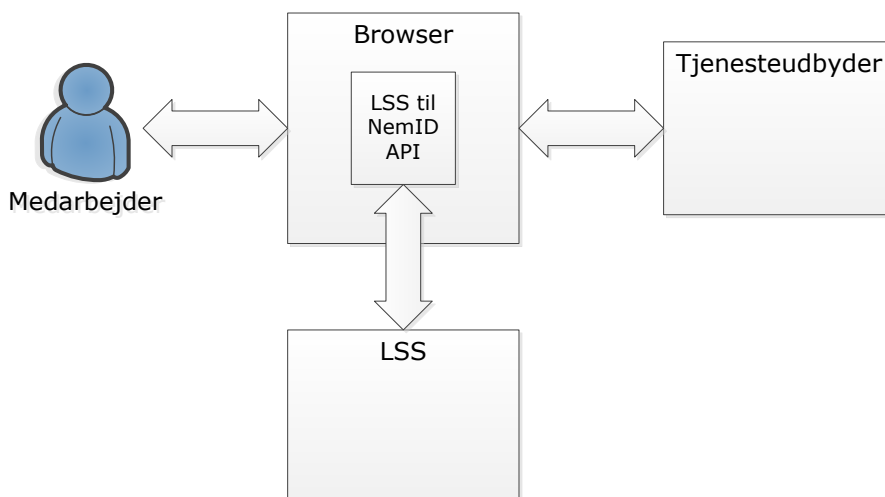 Browser
Tjenesteudbyder
LSS til
NemID
API
Medarbejder
LSS